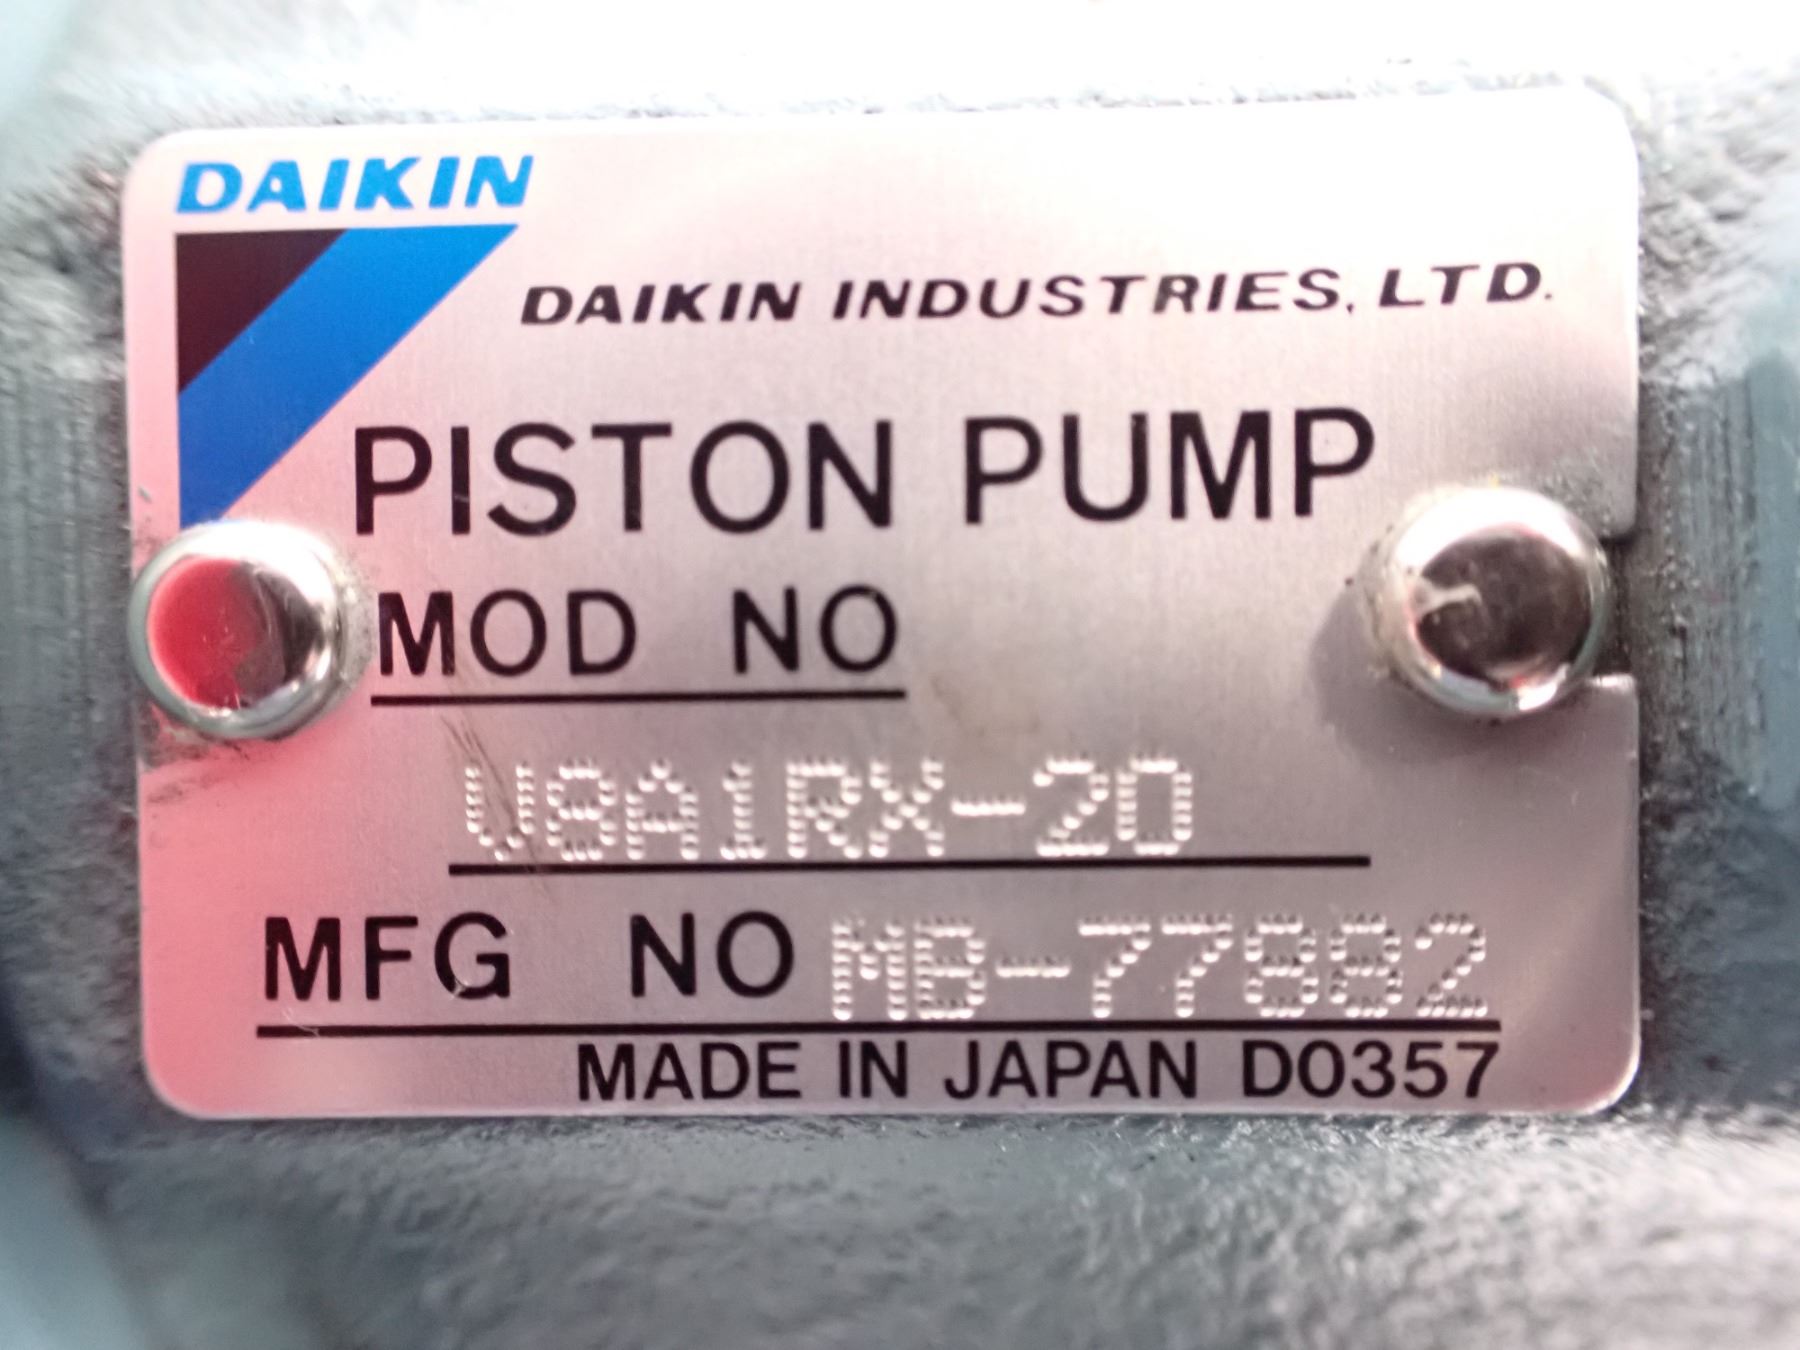 DAIKIN
DAIKIN INDUSTRIES, LTD.
PISTON PUMP
MOD NO
V8A1RX-20
MFG NO MB-77882
MADE IN JAPAN D0357